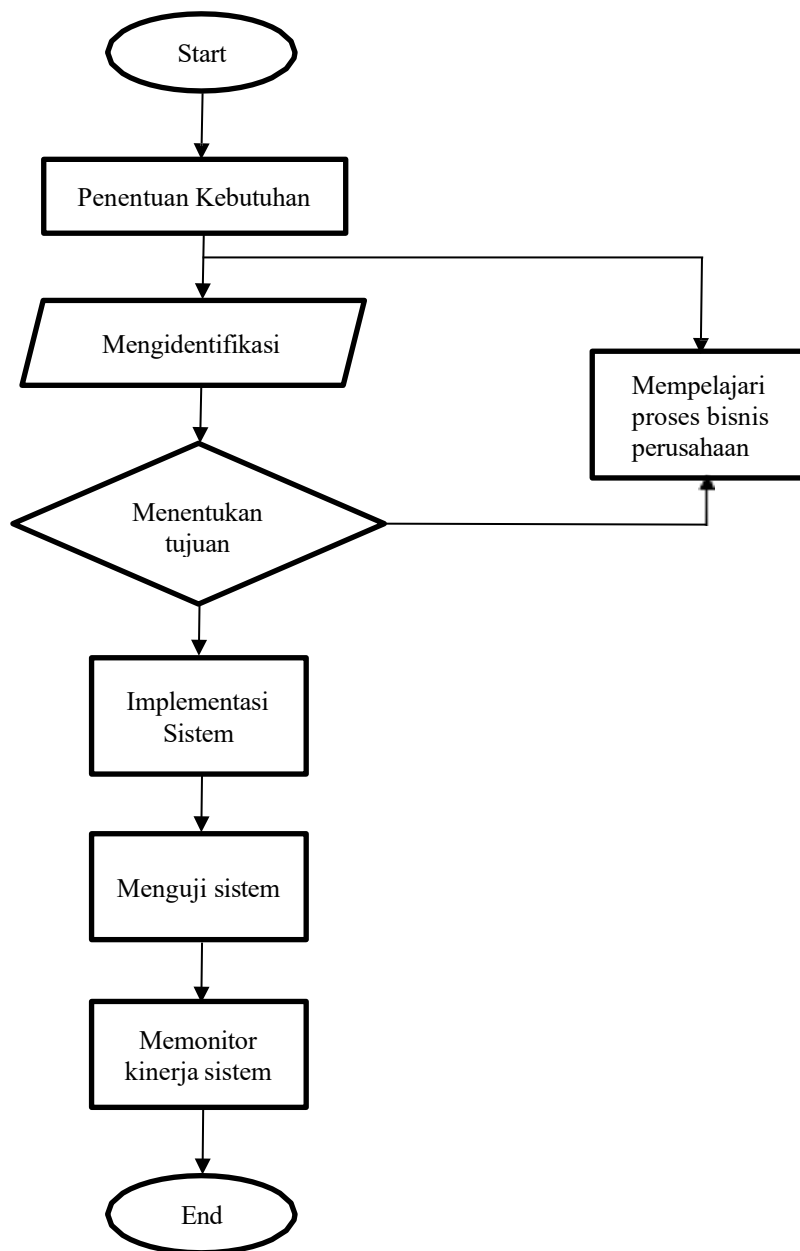 Start
Penentuan Kebutuhan
Mengidentifikasi
Mempelajari
proses bisnis
perusahaan
Menentukan
tujuan
Implementasi
Sistem
Menguji sistem
Memonitor
kinerja sistem
End